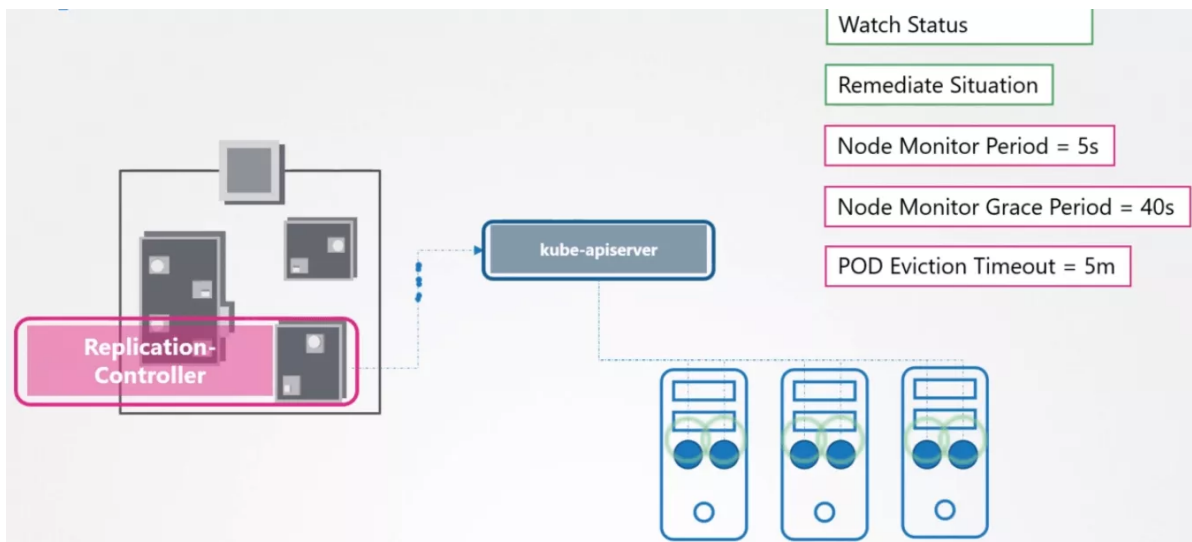 Watch Status
Remediate Situation
Node Monitor Period = 5s
Node Monitor Grace Period = 40s
POD Eviction Timeout = 5m
kube-apiserver
Replication-
Controller